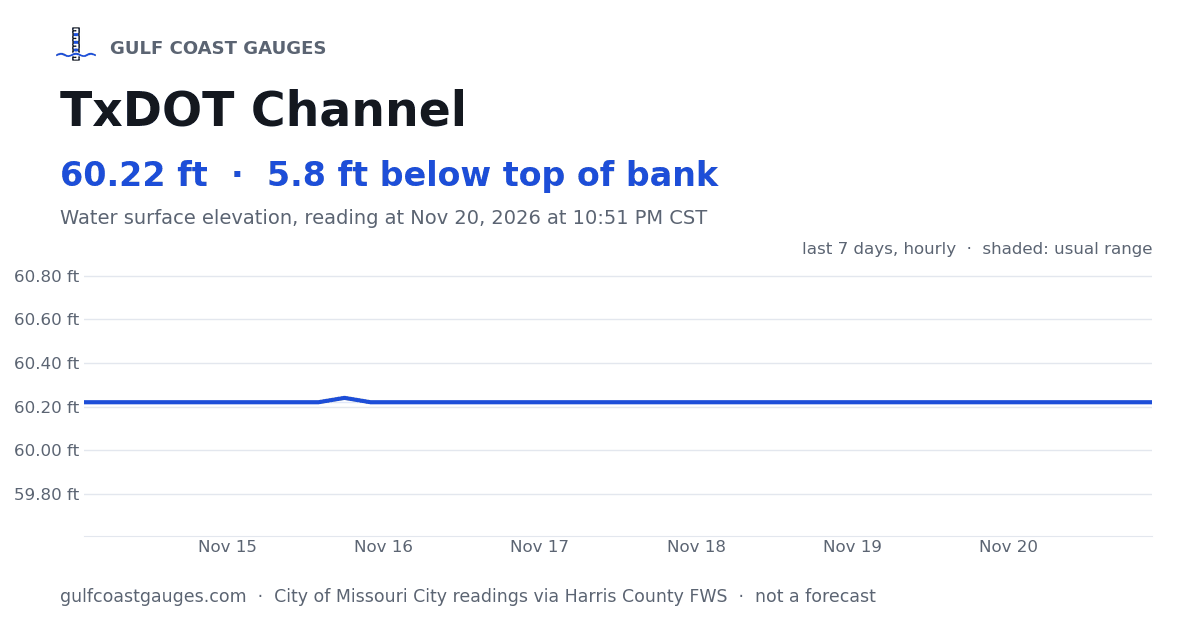 GULF COAST GAUGES
TxDOT Channel
60.22 ft · 5.8 ft below top of bank
Water surface elevation, reading at Nov 20, 2026 at 10:51 PM CST
last 7 days, hourly · shaded: usual range
60.80 ft
60.60 ft
60.40 ft
60.20 ft
60.00 ft
59.80 ft
Nov 15 Nov 16 Nov 17 Nov 18 Nov 19 Nov 20
gulfcoastgauges.com · City of Missouri City readings via Harris County FWS · not a forecast